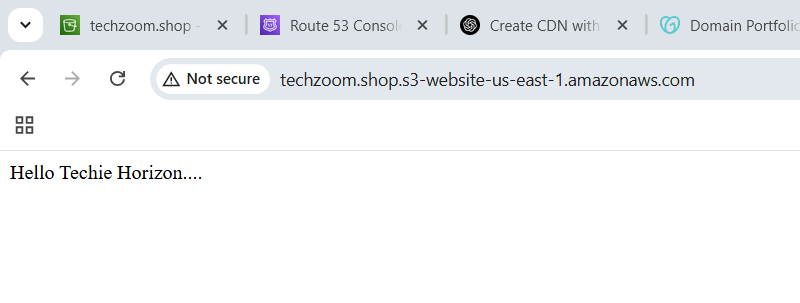 techzoom.shop -
Route 53 Consol
Create CDN with
Domain Portfolio
Not secure
techzoom.shop.s3-website-us-east-1.amazonaws.com
Hello Techie Horizon....